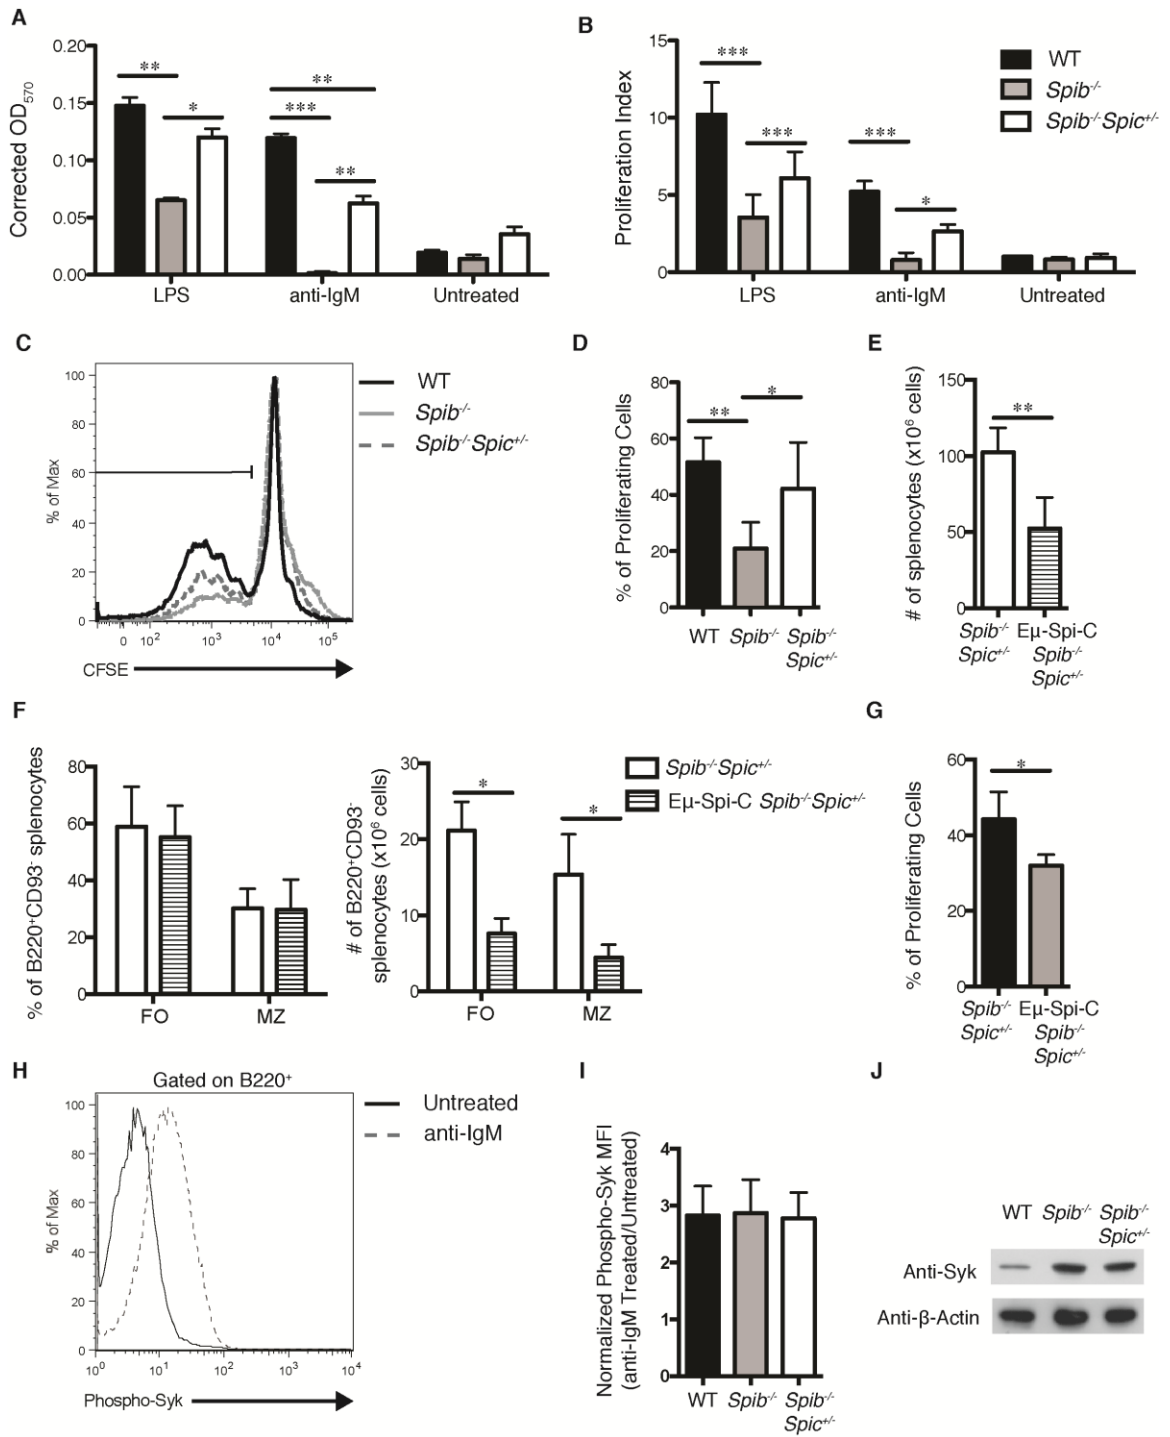 A
Corrected OD570
0.20
0.15
0.10
0.05
0.00
**
*
**
***
**
LPS
anti-IgM
Untreated
B
Proliferation Index
15
10
5
0
***
***
***
*
LPS
anti-IgM
Untreated
WT
Spib-/-
Spib-/-Spic+/-
C
% of Max
100
80
60
40
20
0
0 10² 10³ 10⁴ 10⁵
CFSE
WT
Spib-/-
Spib-/-Spic+/-
D
% of Proliferating Cells
80
60
40
20
0
**
*
WT Spib-/- Spib-/-
Spic+/-
E
# of splenocytes (x10⁶ cells)
150
100
50
0
**
Spib-/- Eμ-Spi-C
Spic+/- Spib-/-
Spic+/-
F
% of B220+CD93- splenocytes
80
60
40
20
0
FO
MZ
# of B220+CD93-
splenocytes (x10⁶ cells)
30
20
10
0
*
*
FO
MZ
Spib-/-Spic+/-
Eμ-Spi-C Spib-/-Spic+/-
G
% of Proliferating Cells
60
40
20
0
*
Spib-/- Eμ-Spi-C
Spic+/- Spib-/-
Spic+/-
H
Gated on B220+
% of Max
100
80
60
40
20
0
10⁰ 10¹ 10² 10³ 10⁴
Phospho-Syk
Untreated
anti-IgM
I
Normalized Phospho-Syk MFI
(anti-IgM Treated/Untreated)
4
3
2
1
0
WT Spib-/- Spib-/-
Spic+/-
J
WT Spib-/- Spib-/-
Spic+/-
Anti-Syk
Anti-β-Actin